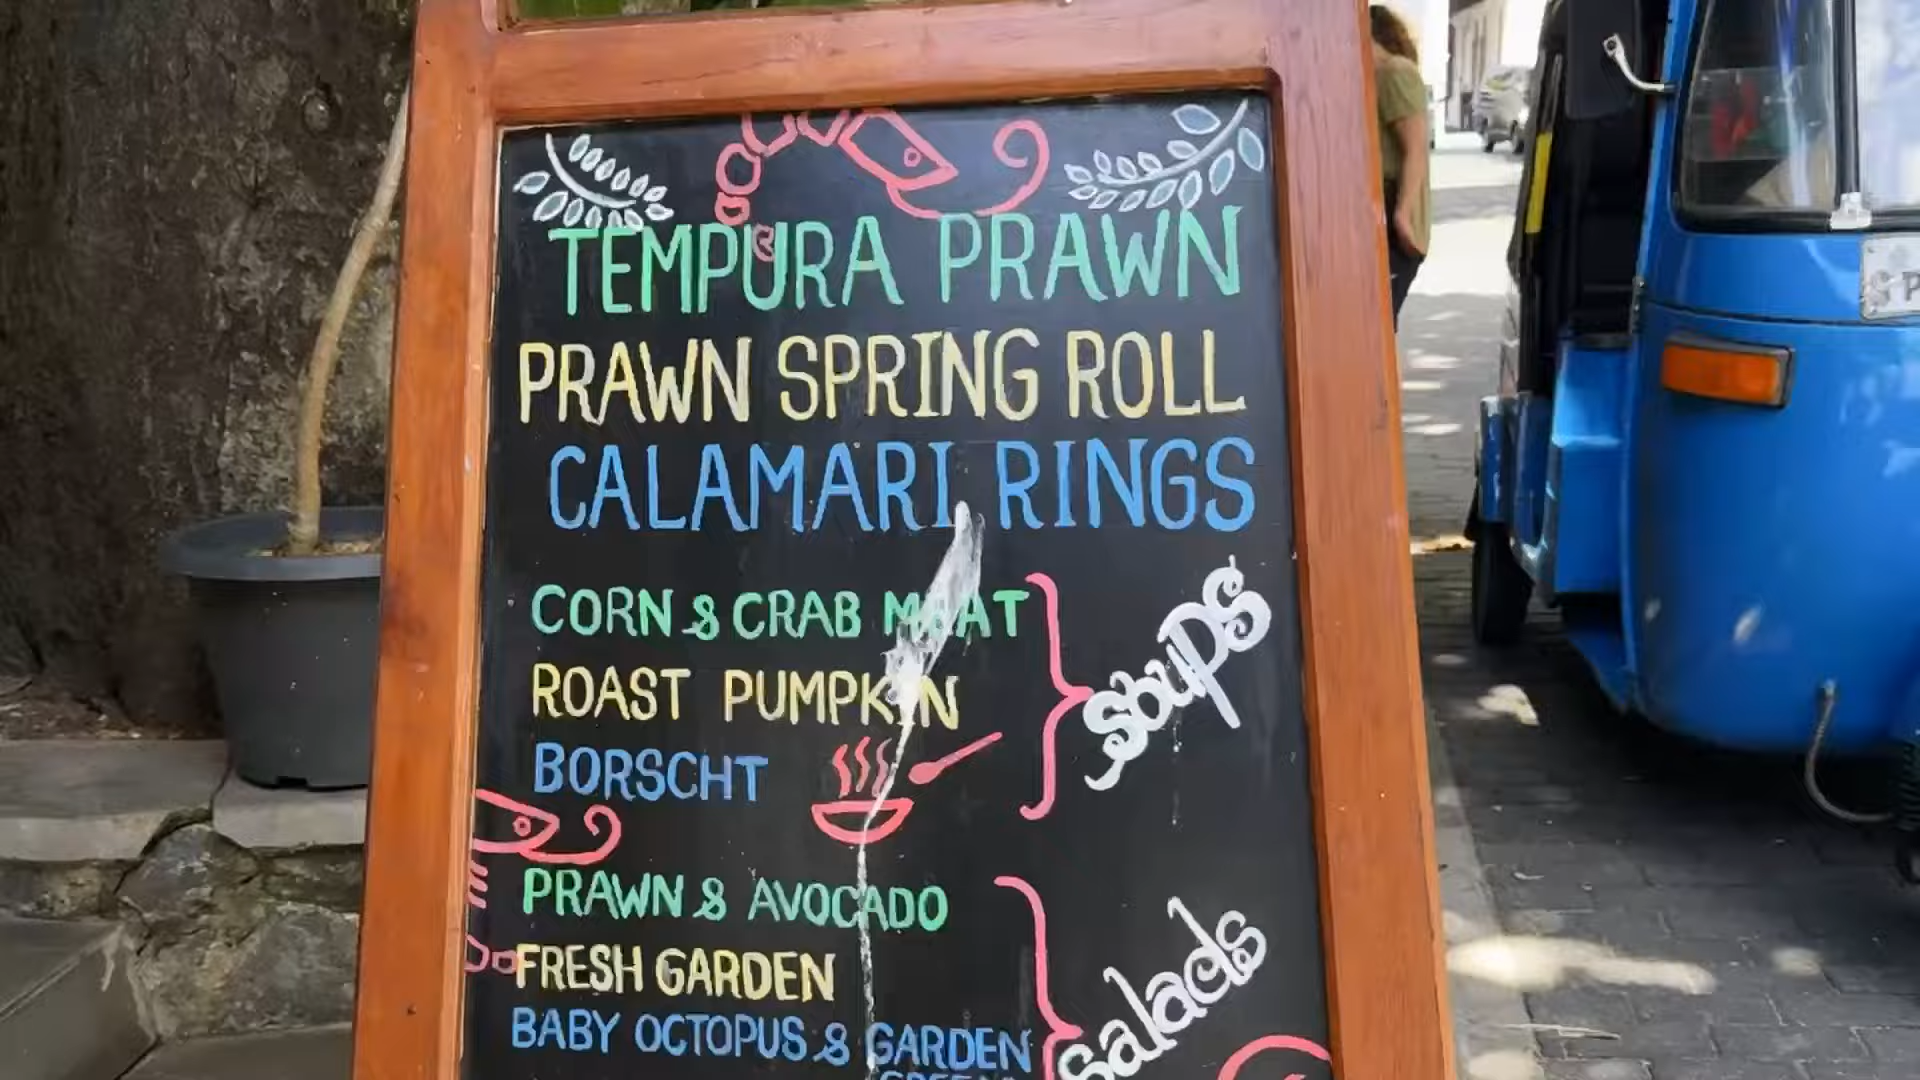 TEMPURA PRAWN
PRAWN SPRING ROLL
CALAMARI RINGS
CORN & CRAB
ROAST PUMPKIN
BORSCHT
Soups
PRAWN & AVOCADO
FRESH GARDEN
BABY OCTOPUS & GARDEN
Salads